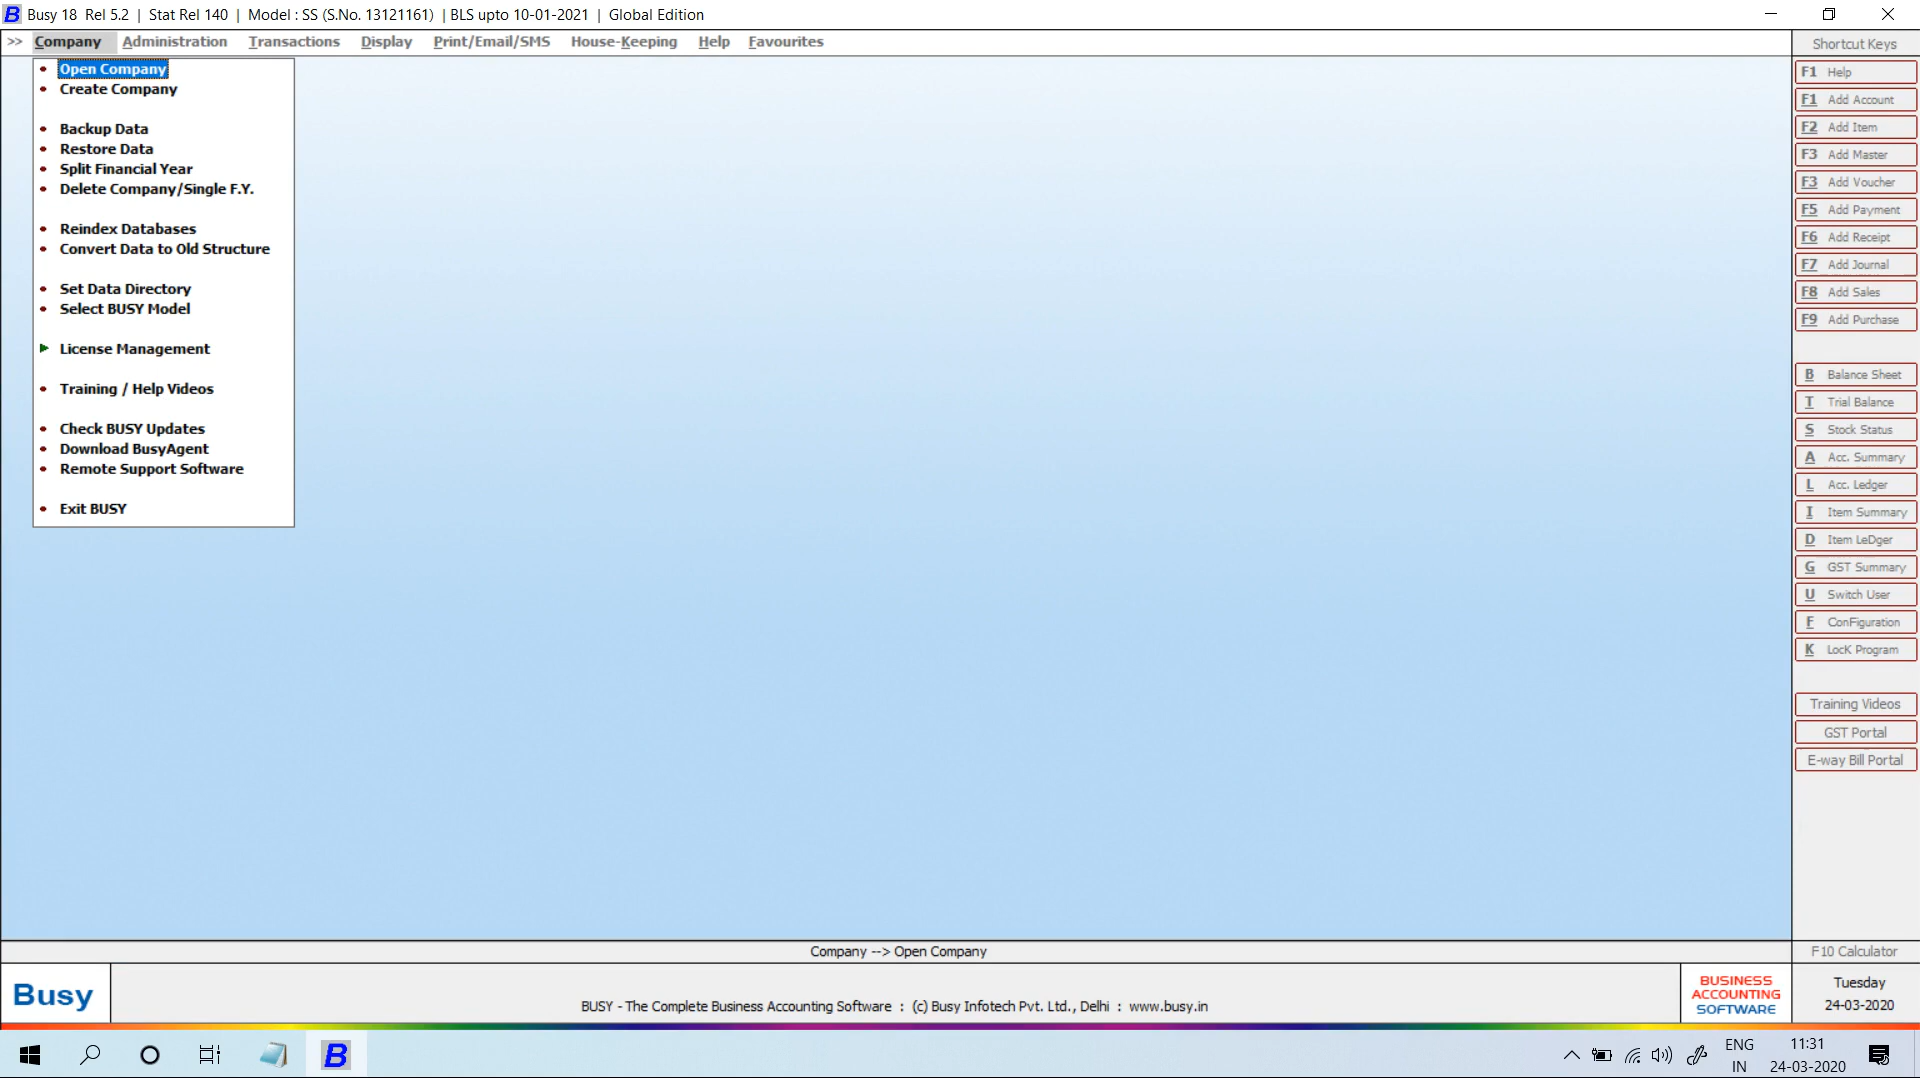 B Busy 18 Rel 5.2 | Stat Rel 140 | Model : SS (S.No. 13121161) | BLS upto 10-01-2021 | Global Edition
>> Company Administration Transactions Display Print/Email/SMS House-Keeping Help Favourites
Open Company
Create Company
Backup Data
Restore Data
Split Financial Year
Delete Company/Single F.Y.
Reindex Databases
Convert Data to Old Structure
Set Data Directory
Select BUSY Model
License Management
Training / Help Videos
Check BUSY Updates
Download BusyAgent
Remote Support Software
Exit BUSY
Shortcut Keys
F1 Help
F1 Add Account
F2 Add Item
F3 Add Master
F3 Add Voucher
F5 Add Payment
F6 Add Receipt
F7 Add Journal
F8 Add Sales
F9 Add Purchase
B Balance Sheet
T Trial Balance
S Stock Status
A Acc. Summary
L Acc. Ledger
I Item Summary
D Item LeDger
G GST Summary
U Switch User
F ConFiguration
K LocK Program
Training Videos
GST Portal
E-way Bill Portal
Company --> Open Company
F10 Calculator
Busy
BUSY - The Complete Business Accounting Software : (c) Busy Infotech Pvt. Ltd., Delhi : www.busy.in
BUSINESS
ACCOUNTING
SOFTWARE
Tuesday
24-03-2020
B
ENG
IN
11:31
24-03-2020